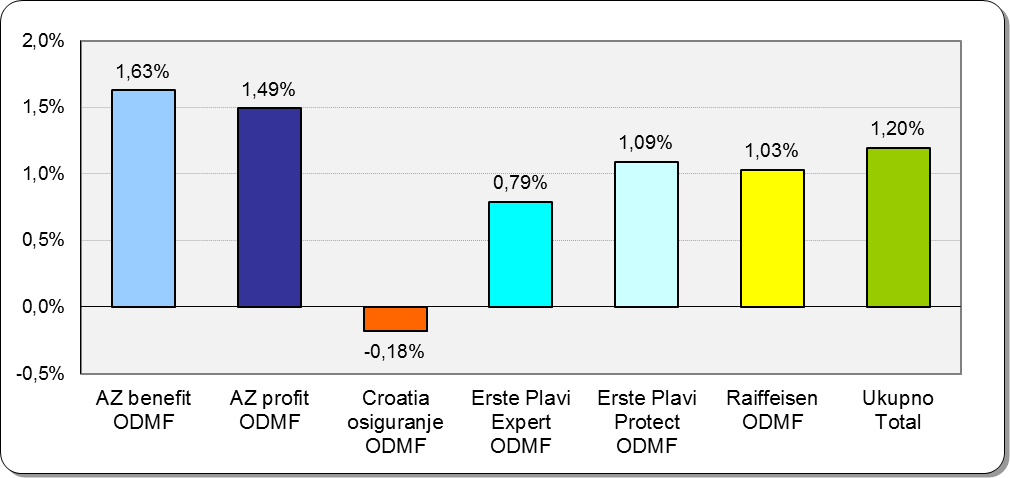 2,0%
1,5%
1,0%
0,5%
0,0%
-0,5%
1,63%
1,49%
-0,18%
0,79%
1,09%
1,03%
1,20%
AZ benefit
ODMF
AZ profit
ODMF
Croatia
osiguranje
ODMF
Erste Plavi
Expert
ODMF
Erste Plavi
Protect
ODMF
Raiffeisen
ODMF
Ukupno
Total